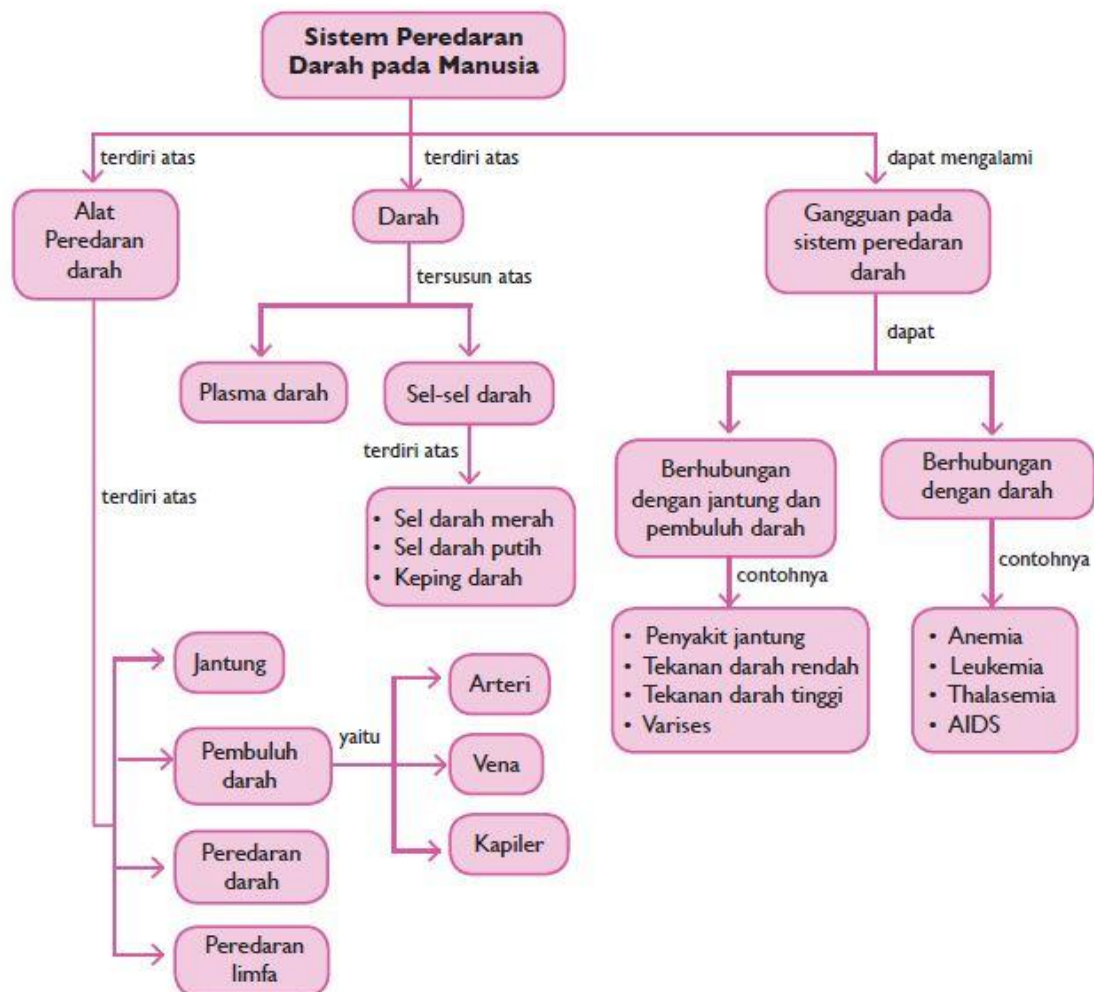 Sistem Peredaran
Darah pada Manusia
terdiri atas
terdiri atas
dapat mengalami
Alat
Peredaran
darah
Darah
Gangguan pada
sistem peredaran
darah
tersusun atas
dapat
Plasma darah
Sel-sel darah
terdiri atas
Berhubungan
dengan jantung dan
pembuluh darah
Berhubungan
dengan darah
terdiri atas
• Sel darah merah
• Sel darah putih
• Keping darah
contohnya
contohnya
• Penyakit jantung
• Tekanan darah rendah
• Tekanan darah tinggi
• Varises
• Anemia
• Leukemia
• Thalasemia
• AIDS
Jantung
Pembuluh
darah
yaitu
Arteri
Vena
Kapiler
Peredaran
darah
Peredaran
limfa